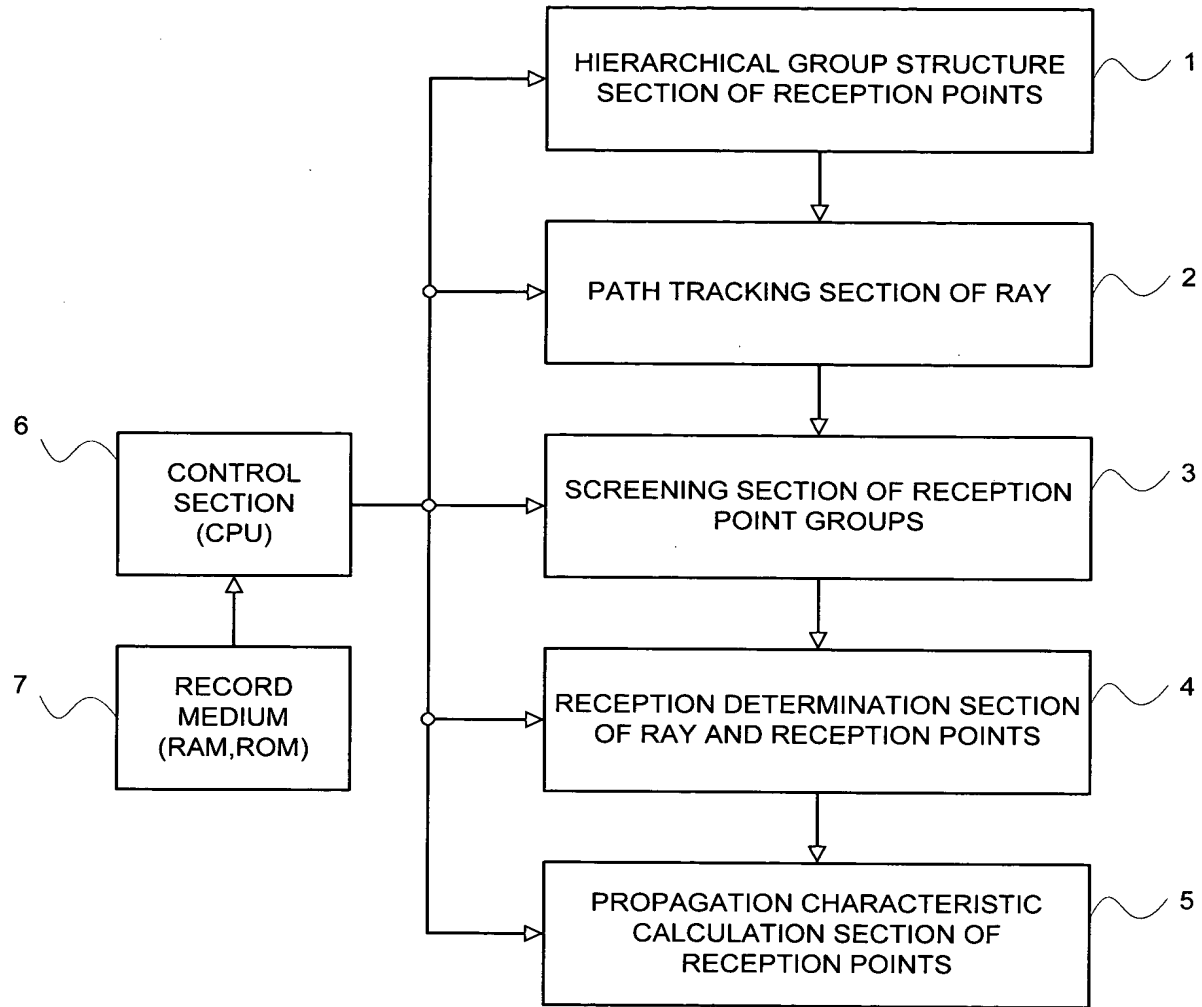 HIERARCHICAL GROUP STRUCTURE
SECTION OF RECEPTION POINTS
1
PATH TRACKING SECTION OF RAY
2
6
CONTROL
SECTION
(CPU)
SCREENING SECTION OF RECEPTION
POINT GROUPS
3
7
RECORD
MEDIUM
(RAM,ROM)
RECEPTION DETERMINATION SECTION
OF RAY AND RECEPTION POINTS
4
PROPAGATION CHARACTERISTIC
CALCULATION SECTION OF
RECEPTION POINTS
5